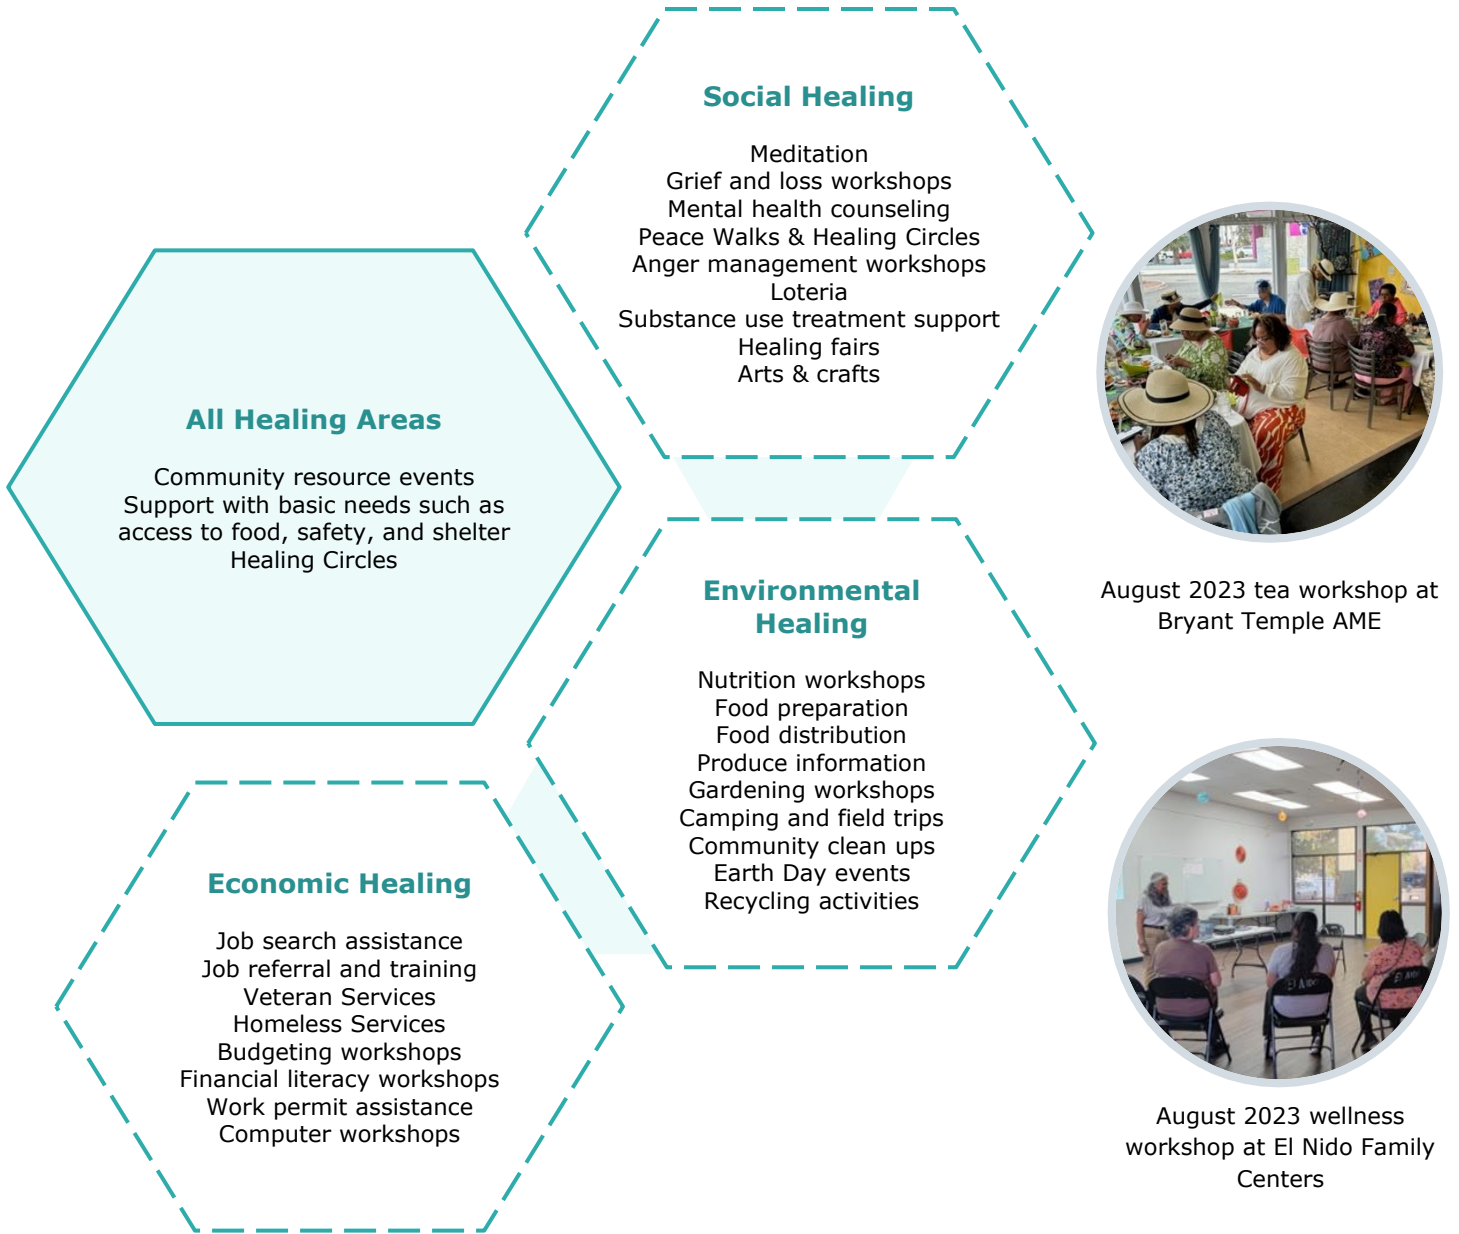 Social Healing
Meditation
Grief and loss workshops
Mental health counseling
Peace Walks & Healing Circles
Anger management workshops
Loteria
Substance use treatment support
Healing fairs
Arts & crafts
All Healing Areas
Community resource events
Support with basic needs such as
access to food, safety, and shelter
Healing Circles
Environmental
Healing
Nutrition workshops
Food preparation
Food distribution
Produce information
Gardening workshops
Camping and field trips
Community clean ups
Earth Day events
Recycling activities
Economic Healing
Job search assistance
Job referral and training
Veteran Services
Homeless Services
Budgeting workshops
Financial literacy workshops
Work permit assistance
Computer workshops
August 2023 tea workshop at
Bryant Temple AME
El Nido
August 2023 wellness
workshop at El Nido Family
Centers